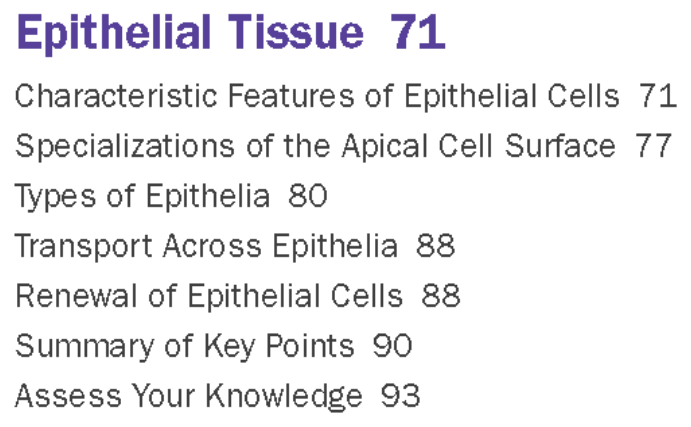 Epithelial Tissue 71
Characteristic Features of Epithelial Cells 71
Specializations of the Apical Cell Surface 77
Types of Epithelia 80
Transport Across Epithelia 88
Renewal of Epithelial Cells 88
Summary of Key Points 90
Assess Your Knowledge 93